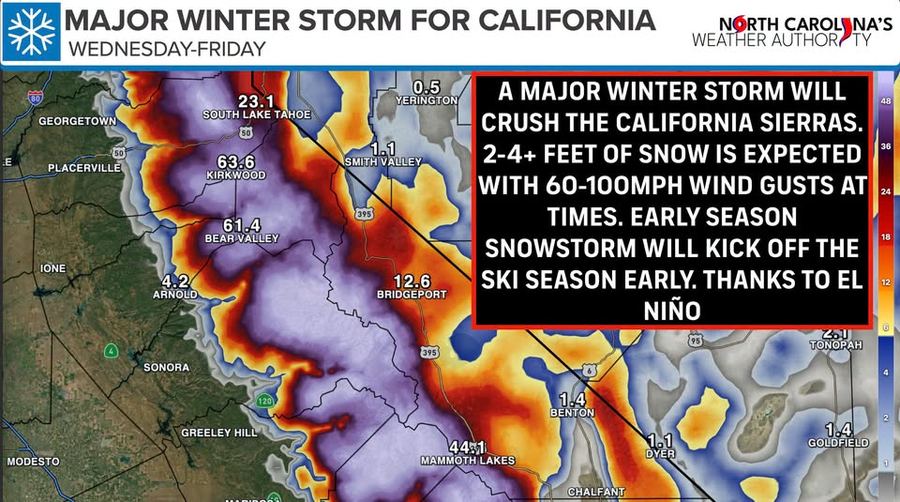 MAJOR WINTER STORM FOR CALIFORNIA
WEDNESDAY-FRIDAY
NORTH CAROLINA'S
WEATHER AUTHORITY
A MAJOR WINTER STORM WILL
CRUSH THE CALIFORNIA SIERRAS.
2-4+ FEET OF SNOW IS EXPECTED
WITH 60-100MPH WIND GUSTS AT
TIMES. EARLY SEASON
SNOWSTORM WILL KICK OFF THE
SKI SEASON EARLY. THANKS TO EL
NIÑO
80
GEORGETOWN
23.1
SOUTH LAKE TAHOE
50
0.5
YERINGTON
50
PLACERVILLE
63.6
KIRKWOOD
1.1
SMITH VALLEY
395
61.4
BEAR VALLEY
IONE
4.2
ARNOLD
12.6
BRIDGEPORT
4
395
SONORA
6
95
2.1
TONOPAH
120
GREELEY HILL
1.4
BENTON
MODESTO
44.1
MAMMOTH LAKES
1.1
DYER
1.4
GOLDFIELD
CHALFANT
48
36
24
18
12
6
4
2
1